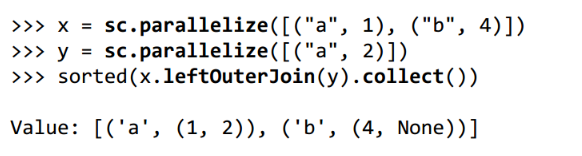 >>> x = sc.parallelize([("a", 1), ("b", 4)])
>>> y = sc.parallelize([("a", 2)])
>>> sorted(x.leftOuterJoin(y).collect())
Value: [('a', (1, 2)), ('b', (4, None))]